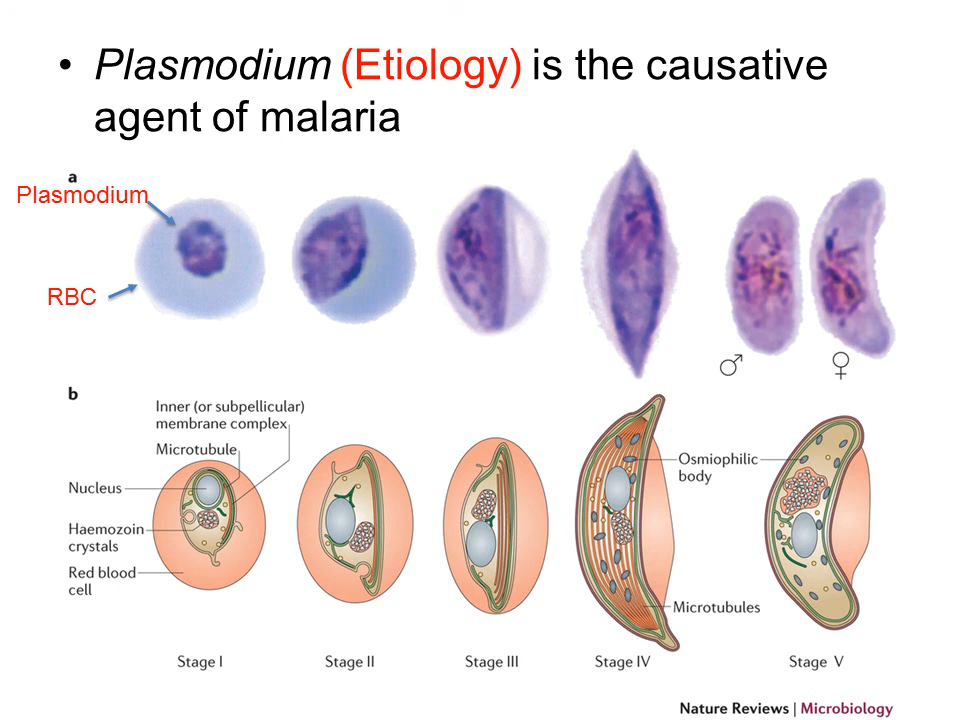 • Plasmodium (Etiology) is the causative
agent of malaria
a
Plasmodium
RBC
♂ ♀
b
Inner (or subpellicular)
membrane complex
Microtubule
Nucleus
Haemozoin
crystals
Red blood
cell
Osmiophilic
body
Microtubules
Stage I Stage II Stage III Stage IV Stage V
Nature Reviews | Microbiology